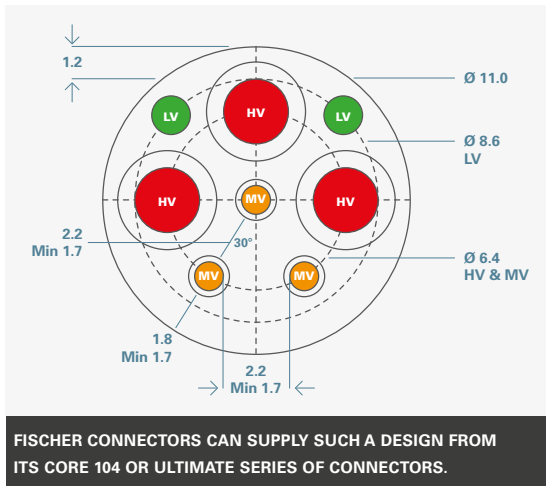 1.2
Ø 11.0
LV
HV
LV
Ø 8.6
LV
HV
MV
HV
2.2
Min 1.7
30°
Ø 6.4
HV & MV
MV
MV
1.8
Min 1.7
2.2
Min 1.7
FISCHER CONNECTORS CAN SUPPLY SUCH A DESIGN FROM
ITS CORE 104 OR ULTIMATE SERIES OF CONNECTORS.